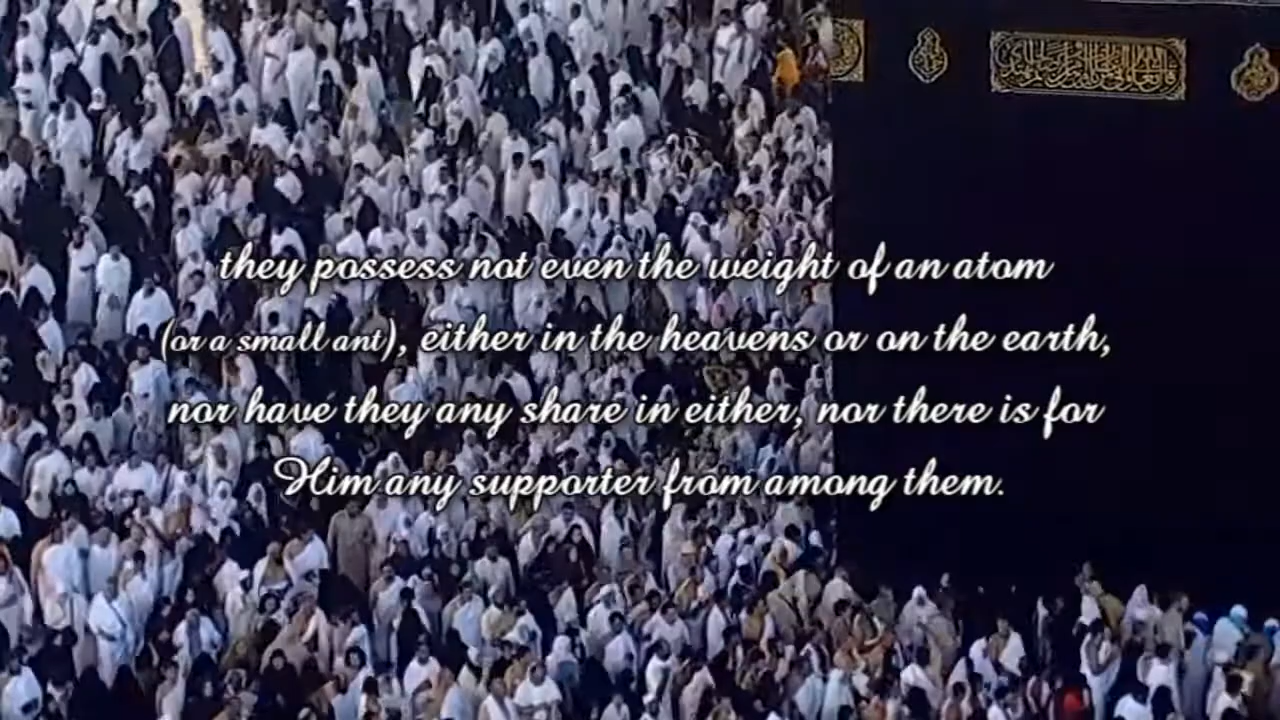 they possess not even the weight of an atom
(or a small ant), either in the heavens or on the earth,
nor have they any share in either, nor there is for
Him any supporter from among them.